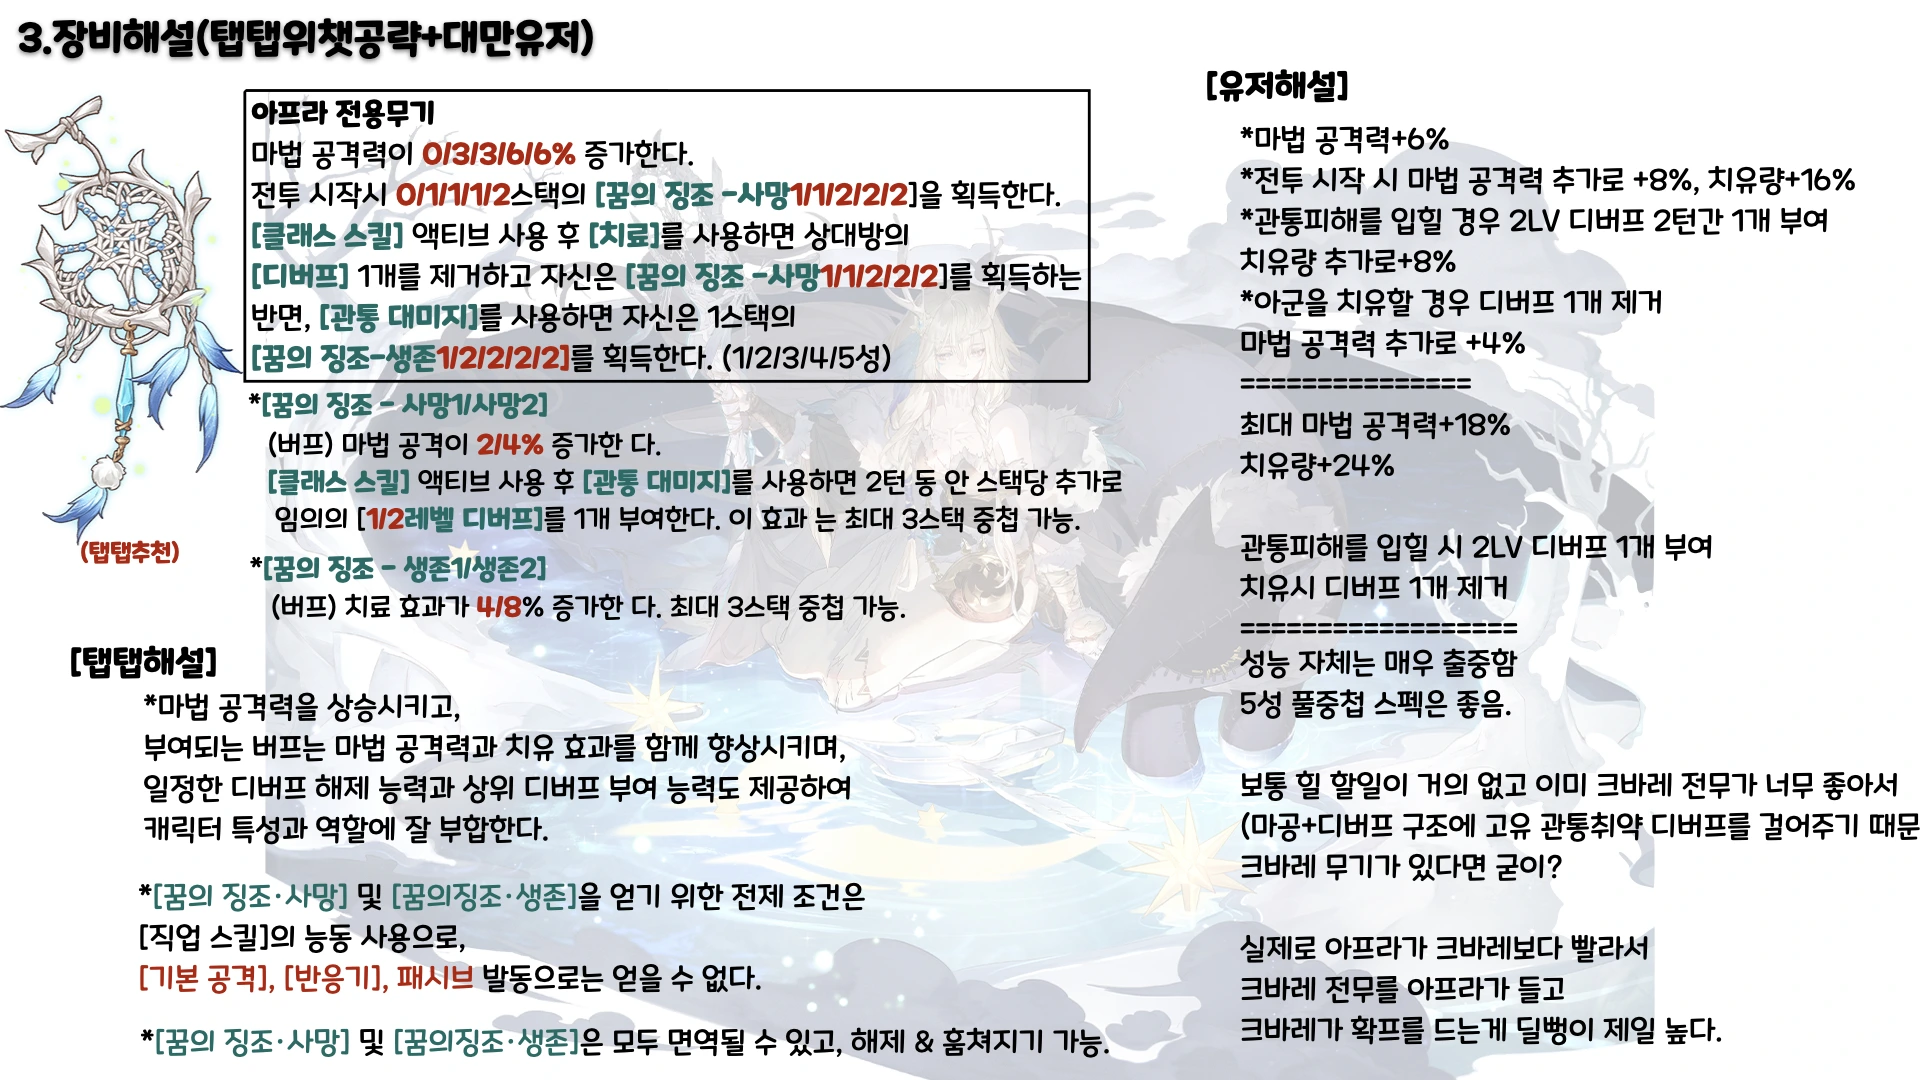 3.장비해설(탭탭위챗공략+대만유저)
아프라 전용무기
마법 공격력이 0/3/3/6/6% 증가한다.
전투 시작시 0/1/1/1/2스택의 [꿈의 징조 -사망1/1/2/2/2]을 획득한다.
[클래스 스킬] 액티브 사용 후 [치료]를 사용하면 상대방의
[디버프] 1개를 제거하고 자신은 [꿈의 징조 -사망1/1/2/2/2]를 획득하는
반면, [관통 대미지]를 사용하면 자신은 1스택의
[꿈의 징조-생존1/2/2/2/2]를 획득한다. (1/2/3/4/5성)
*[꿈의 징조 - 사망1/사망2]
(버프) 마법 공격이 2/4% 증가한 다.
[클래스 스킬] 액티브 사용 후 [관통 대미지]를 사용하면 2턴 동 안 스택당 추가로
임의의 [1/2레벨 디버프]를 1개 부여한다. 이 효과 는 최대 3스택 중첩 가능.
(탭탭추천)
*[꿈의 징조 - 생존1/생존2]
(버프) 치료 효과가 4/8% 증가한 다. 최대 3스택 중첩 가능.
[탭탭해설]
*마법 공격력을 상승시키고,
부여되는 버프는 마법 공격력과 치유 효과를 함께 향상시키며,
일정한 디버프 해제 능력과 상위 디버프 부여 능력도 제공하여
캐릭터 특성과 역할에 잘 부합한다.
*[꿈의 징조·사망] 및 [꿈의징조·생존]을 얻기 위한 전제 조건은
[직업 스킬]의 능동 사용으로,
[기본 공격], [반응기], 패시브 발동으로는 얻을 수 없다.
*[꿈의 징조·사망] 및 [꿈의징조·생존]은 모두 면역될 수 있고, 해제 & 훔쳐지기 가능.
[유저해설]
*마법 공격력+6%
*전투 시작 시 마법 공격력 추가로 +8%, 치유량+16%
*관통피해를 입힐 경우 2LV 디버프 2턴간 1개 부여
치유량 추가로+8%
*아군을 치유할 경우 디버프 1개 제거
마법 공격력 추가로 +4%
===============
최대 마법 공격력+18%
치유량+24%
관통피해를 입힐 시 2LV 디버프 1개 부여
치유시 디버프 1개 제거
==================
성능 자체는 매우 출중함
5성 풀중첩 스펙은 좋음.
보통 힐 할일이 거의 없고 이미 크바레 전무가 너무 좋아서
(마공+디버프 구조에 고유 관통취약 디버프를 걸어주기 때문
크바레 무기가 있다면 굳이?
실제로 아프라가 크바레보다 빨라서
크바레 전무를 아프라가 들고
크바레가 확프를 드는게 딜뻥이 제일 높다.